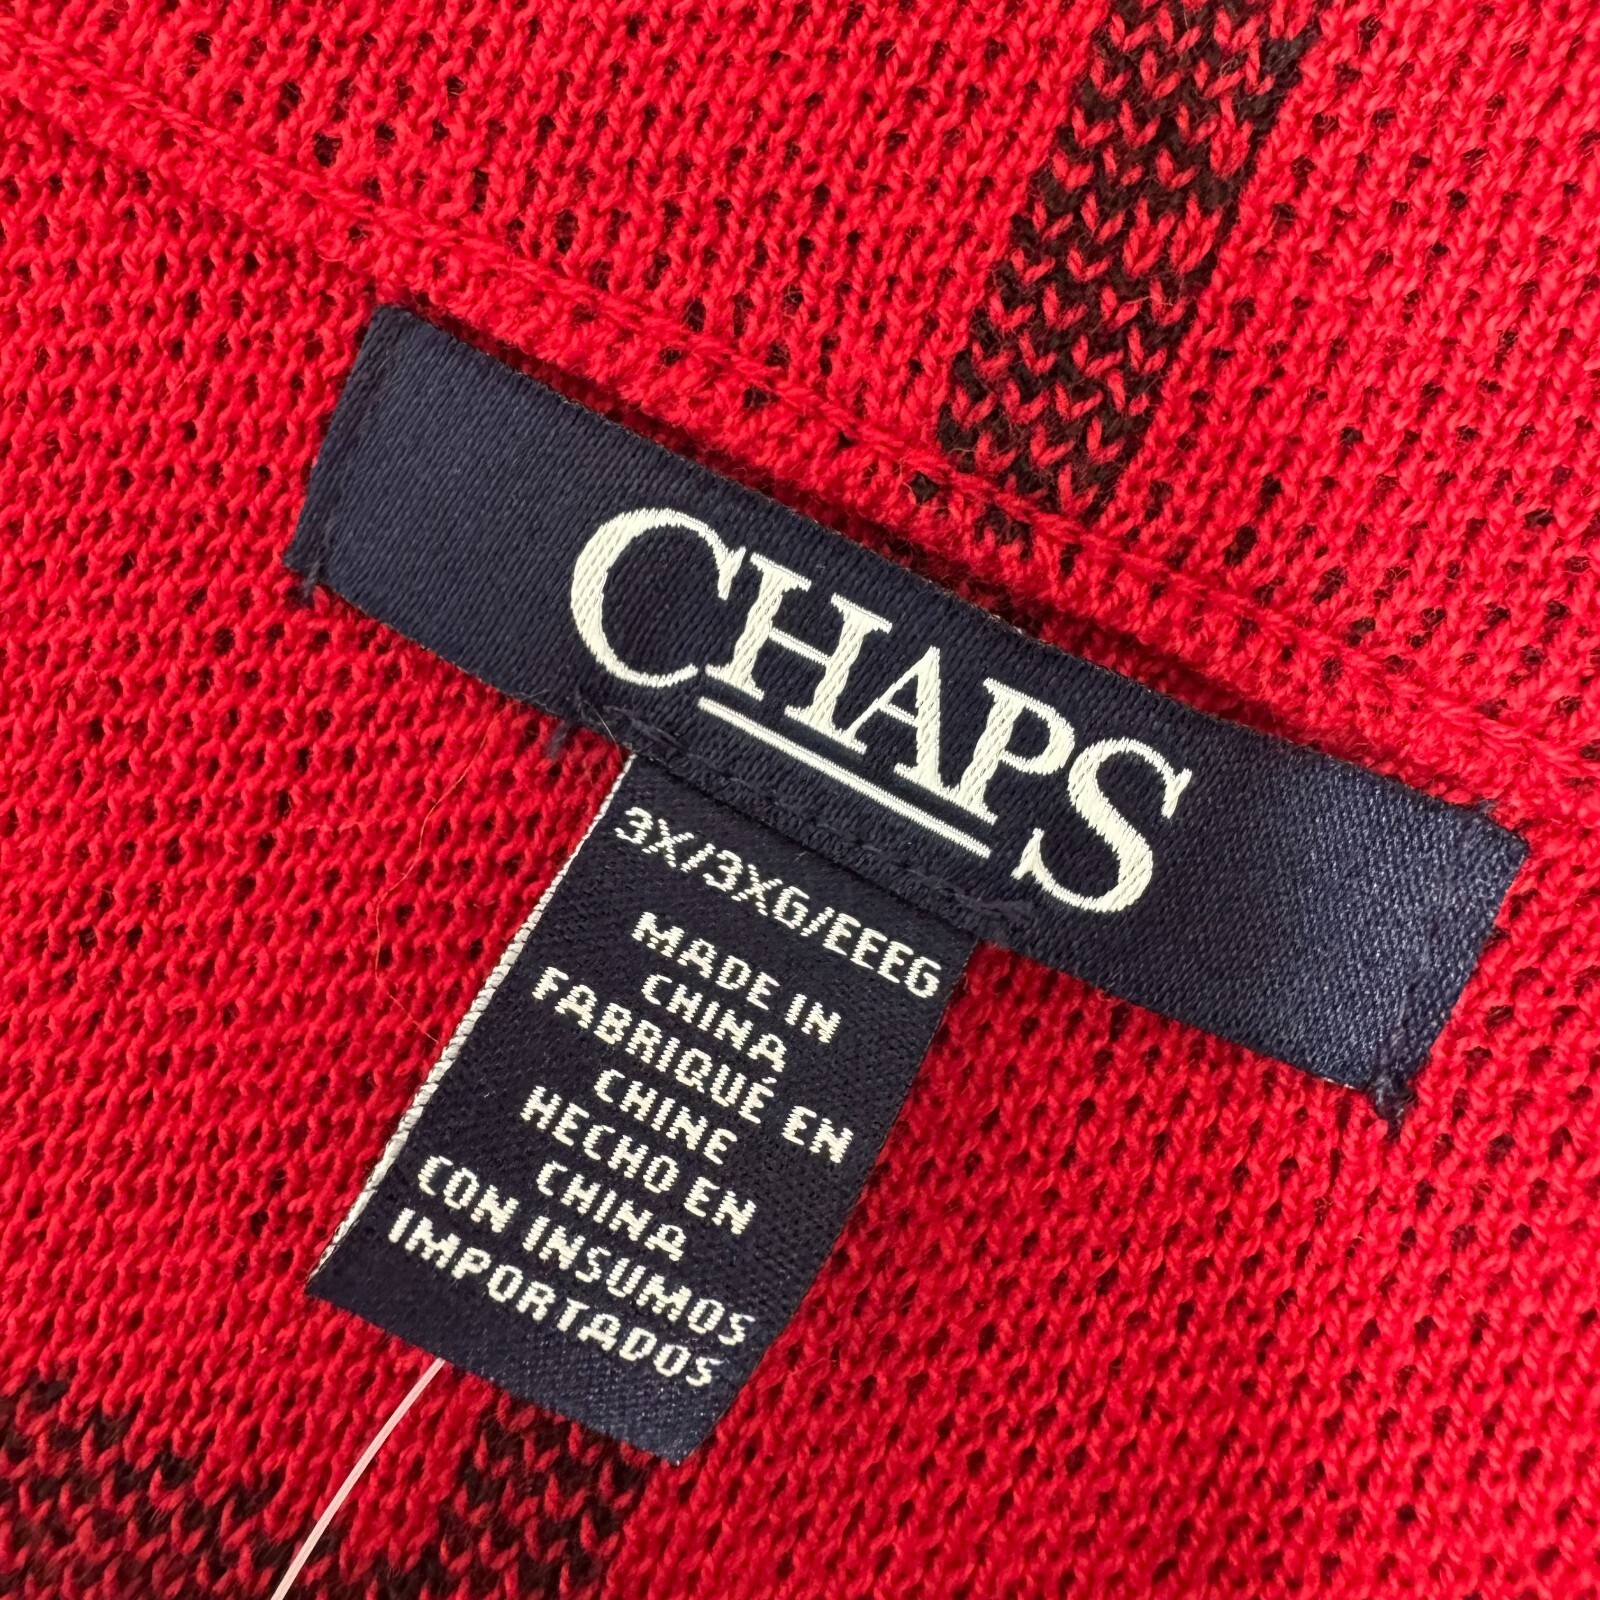 CHAPS
3X/3XG/EEEG
MADE IN
CHINA
FABRIQUÉ EN
CHINE
HECHO EN
CHINA
CON INSUMOS
IMPORTADOS